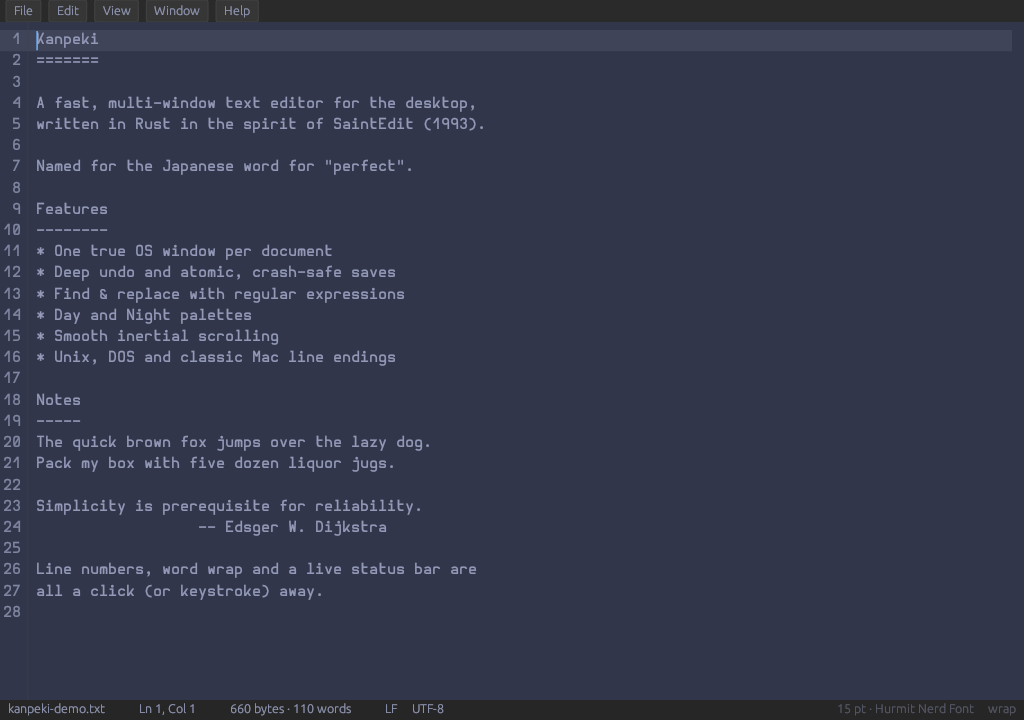 File Edit View Window Help
1 Kanpeki
2 =======
3
4 A fast, multi-window text editor for the desktop,
5 written in Rust in the spirit of SaintEdit (1993).
6
7 Named for the Japanese word for "perfect".
8
9 Features
10 --------
11 * One true OS window per document
12 * Deep undo and atomic, crash-safe saves
13 * Find & replace with regular expressions
14 * Day and Night palettes
15 * Smooth inertial scrolling
16 * Unix, DOS and classic Mac line endings
17
18 Notes
19 -----
20 The quick brown fox jumps over the lazy dog.
21 Pack my box with five dozen liquor jugs.
22
23 Simplicity is prerequisite for reliability.
24                   -- Edsger W. Dijkstra
25
26 Line numbers, word wrap and a live status bar are
27 all a click (or keystroke) away.
28
kanpeki-demo.txt Ln 1, Col 1 660 bytes · 110 words LF UTF-8 15 pt · Hurmit Nerd Font wrap